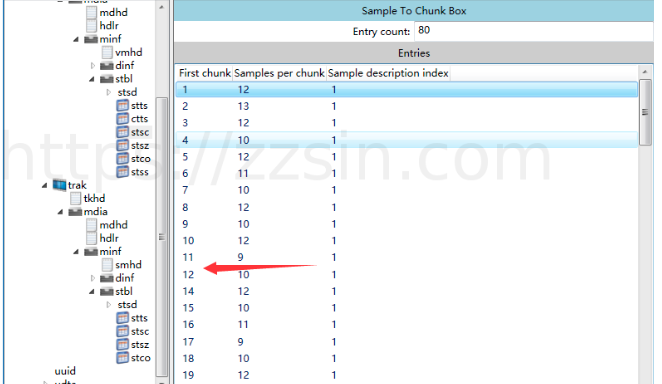 mdia
mdhd
hdlr
minf
vmhd
dinf
stbl
stsd
stts
ctts
stsc
stsz
stco
stss
trak
tkhd
mdia
mdhd
hdlr
minf
smhd
dinf
stbl
stsd
stts
stsc
stsz
stco
uuid
udta
Sample To Chunk Box
Entry count: 80
Entries
First chunk Samples per chunk Sample description index
1 12 1
2 13 1
3 12 1
4 10 1
5 12 1
6 11 1
7 10 1
8 12 1
9 10 1
10 12 1
11 9 1
12 10 1
14 12 1
15 10 1
16 11 1
17 9 1
18 10 1
19 12 1
https://zzsin.com